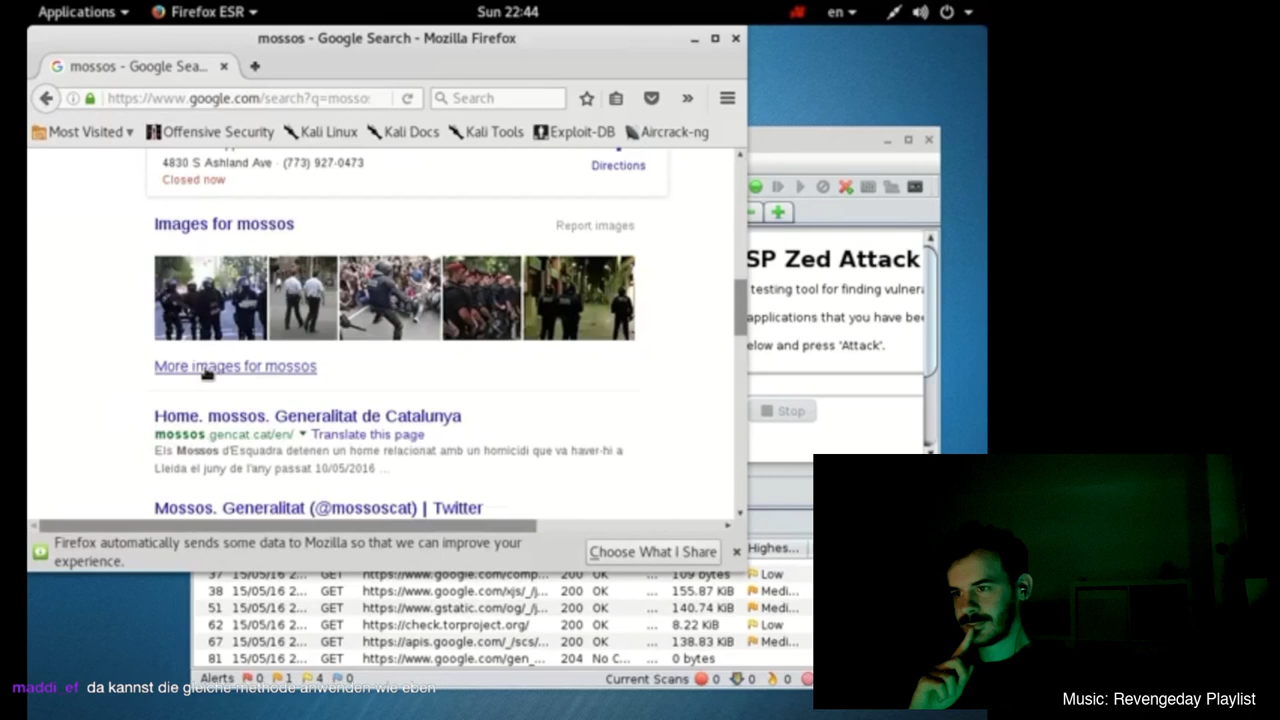 Applications ▾ Firefox ESR ▾ Sun 22:44 en ▾
mossos - Google Search - Mozilla Firefox
mossos - Google Sea...
https://www.google.com/search?q=mosso Search
Most Visited ▾ Offensive Security Kali Linux Kali Docs Kali Tools Exploit-DB Aircrack-ng
4830 S Ashland Ave · (773) 927-0473
Directions
Closed now
Images for mossos Report images
More images for mossos
Home. mossos. Generalitat de Catalunya
mossos.gencat.cat/en/ ▾ Translate this page
Els Mossos d'Esquadra detenen un home relacionat amb un homicidi que va haver-hi a
Lleida el juny de l'any passat 10/05/2016 ...
Mossos. Generalitat (@mossoscat) | Twitter
Firefox automatically sends some data to Mozilla so that we can improve your
experience.
Choose What I Share
SP Zed Attack
testing tool for finding vulnera
applications that you have bee
elow and press 'Attack'.
Stop
Highes...
37 15/05/16 2... GET https://www.google.com/comp... 200 OK ... 109 bytes Low
38 15/05/16 2... GET https://www.google.com/xjs/_/j... 200 OK ... 155.87 KiB Medi...
51 15/05/16 2... GET https://www.gstatic.com/og/_/j... 200 OK ... 140.74 KiB Medi...
62 15/05/16 2... GET https://check.torproject.org/ 200 OK ... 8.22 KiB Low
67 15/05/16 2... GET https://apis.google.com/_/scs/... 200 OK ... 138.83 KiB Medi...
81 15/05/16 2... GET https://www.google.com/gen_... 204 No C... ... 0 bytes
Alerts 0 1 4 0 Current Scans 0 0 0
maddi_ef da kannst die gleiche methode anwenden wie eben
Music: Revengeday Playlist